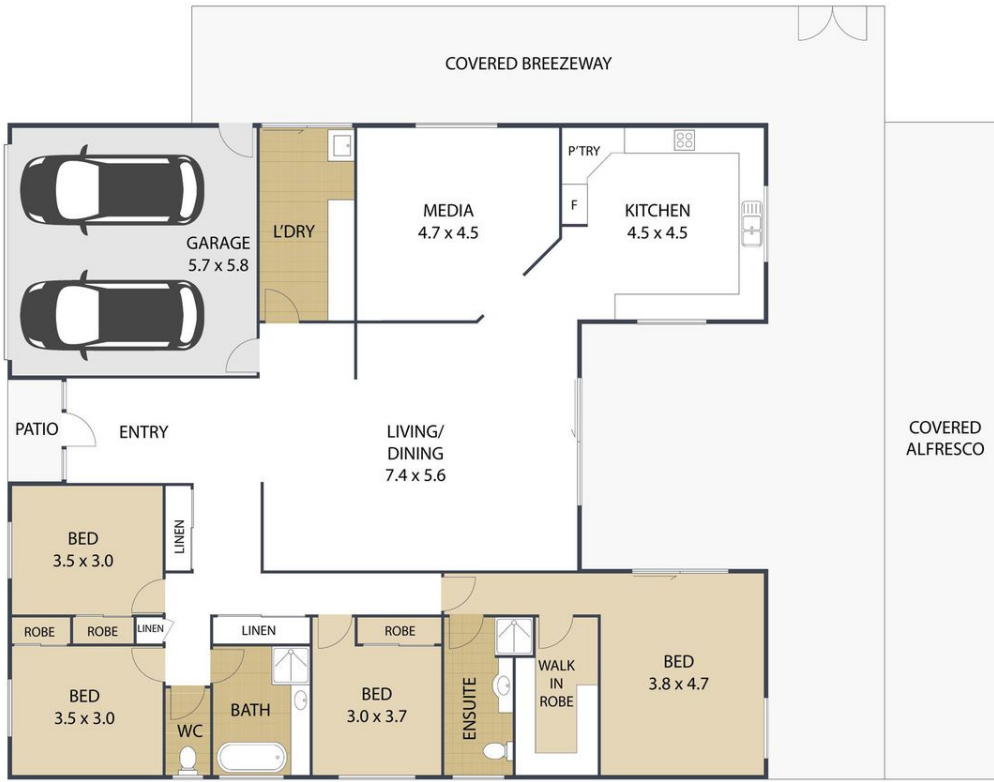 COVERED BREEZEWAY
P'TRY
F
MEDIA
4.7 x 4.5
KITCHEN
4.5 x 4.5
L'DRY
GARAGE
5.7 x 5.8
PATIO
ENTRY
LIVING/
DINING
7.4 x 5.6
COVERED
ALFRESCO
LINEN
BED
3.5 x 3.0
ROBE
ROBE
LINEN
LINEN
ROBE
BED
3.5 x 3.0
WC
BATH
BED
3.0 x 3.7
ENSUITE
WALK
IN
ROBE
BED
3.8 x 4.7